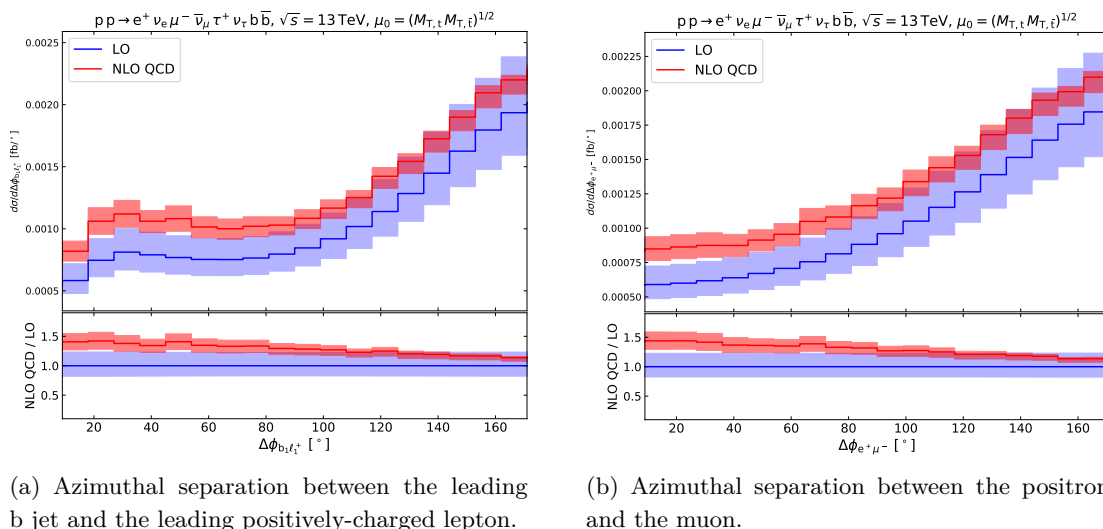 p p → e⁺ νₑ μ⁻ ν̄_μ τ⁺ ν_τ b b̄, √s = 13 TeV, μ₀ = (M_T,t M_T,t̄)^1/2
LO
NLO QCD
dσ/dΔϕ_b₁ℓ₁⁺ [fb/°]
0.0025
0.0020
0.0015
0.0010
0.0005
NLO QCD / LO
1.5
1.0
0.5
20 40 60 80 100 120 140 160
Δϕ_b₁ℓ₁⁺ [°]
(a) Azimuthal separation between the leading
b jet and the leading positively-charged lepton.
p p → e⁺ νₑ μ⁻ ν̄_μ τ⁺ ν_τ b b̄, √s = 13 TeV, μ₀ = (M_T,t M_T,t̄)^1/2
LO
NLO QCD
dσ/dΔϕ_e⁺μ⁻ [fb/°]
0.00225
0.00200
0.00175
0.00150
0.00125
0.00100
0.00075
0.00050
NLO QCD / LO
1.5
1.0
0.5
20 40 60 80 100 120 140 160
Δϕ_e⁺μ⁻ [°]
(b) Azimuthal separation between the positron
and the muon.